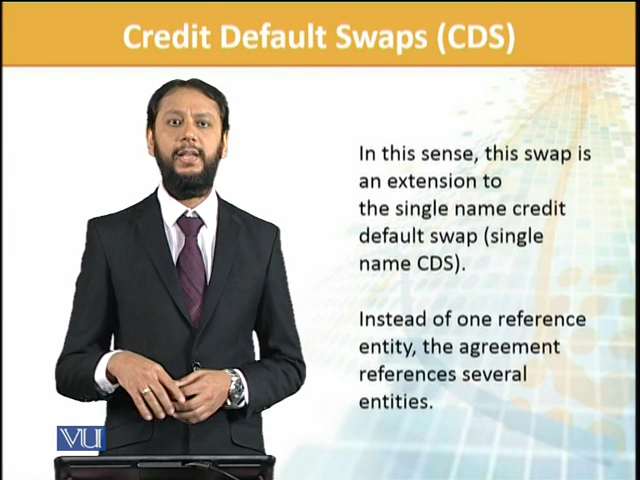 Credit Default Swaps (CDS)
In this sense, this swap is
an extension to
the single name credit
default swap (single
name CDS).
Instead of one reference
entity, the agreement
references several
entities.
VU